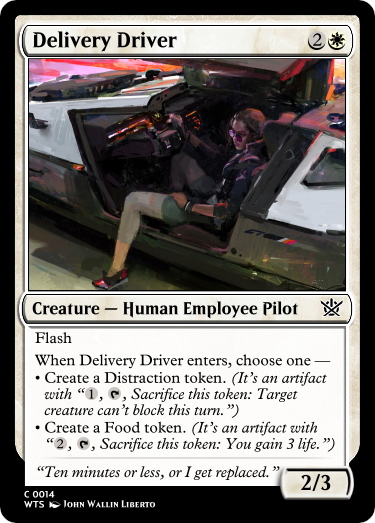 Delivery Driver 2
Creature — Human Employee Pilot
Flash
When Delivery Driver enters, choose one —
• Create a Distraction token. (It's an artifact
with “1, , Sacrifice this token: Target
creature can't block this turn.”)
• Create a Food token. (It's an artifact with
“2, , Sacrifice this token: You gain 3 life.”)
“Ten minutes or less, or I get replaced.”
2/3
C 0014
WTS JOHN WALLIN LIBERTO